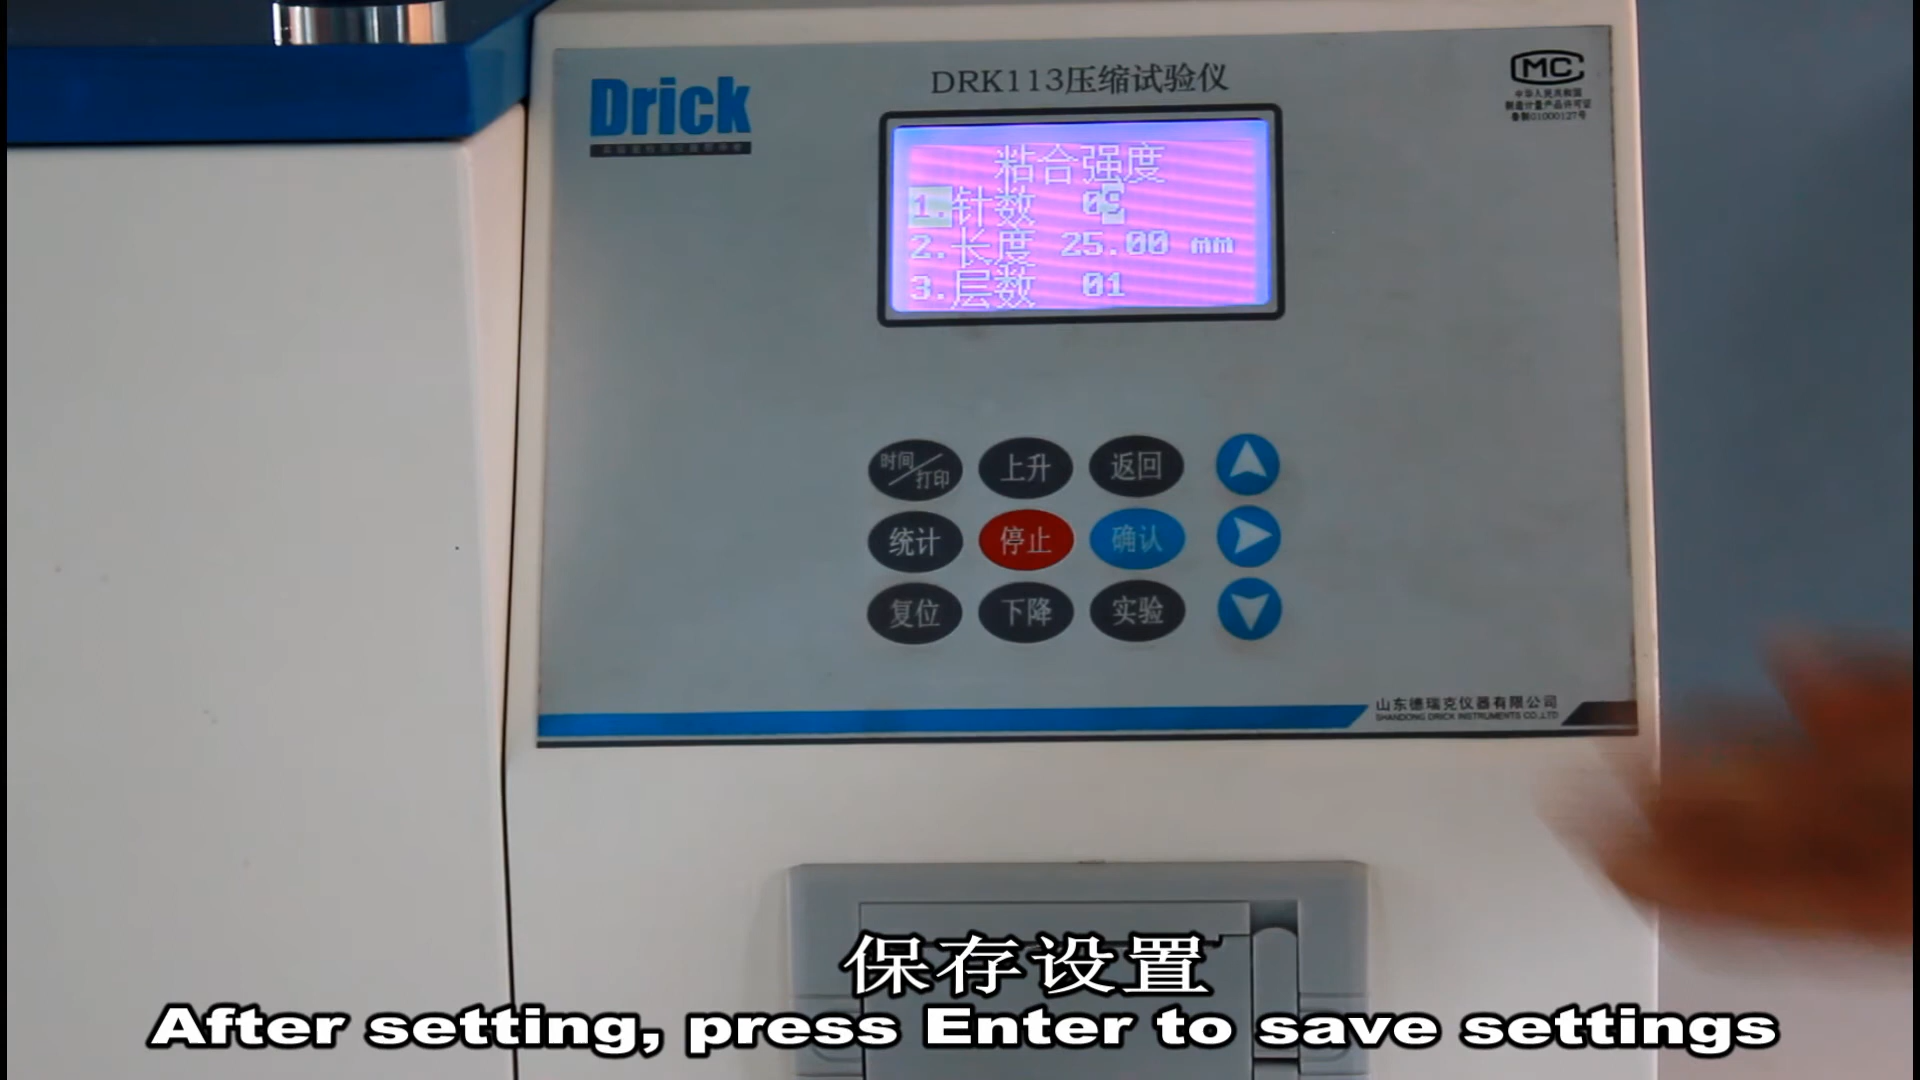 Drick
DRK113压缩试验仪
MC
中华人民共和国
制造计量产品许可证
鲁制01000127号
粘合强度
1.针数 09
2.长度 25.00 mm
3.层数 01
时间/打印
上升
返回
统计
停止
确认
复位
下降
实验
山东德瑞克仪器有限公司
SHANDONG DRICK INSTRUMENTS CO.,LTD
保存设置
After setting, press Enter to save settings